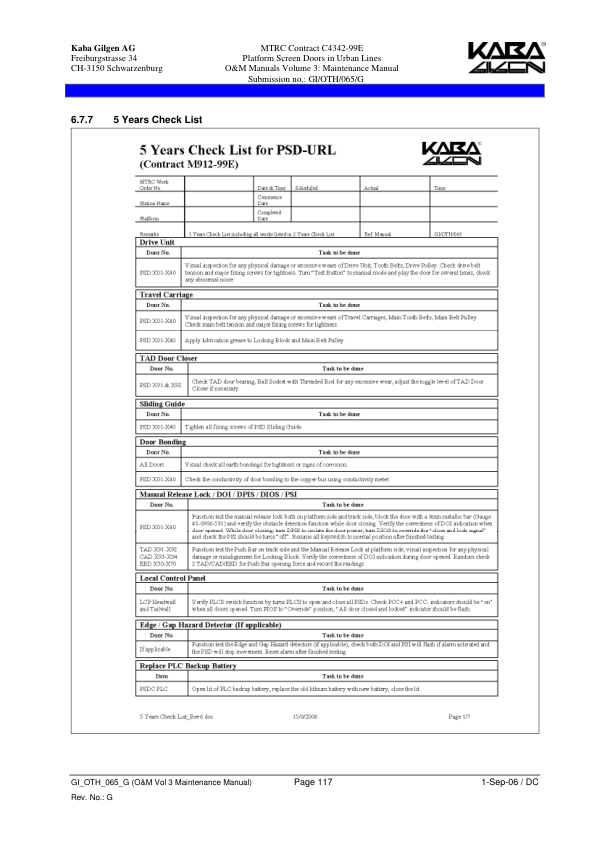 Kaba Gilgen AG
Freiburgstrasse 34
CH-3150 Schwarzenburg
MTRC Contract C4342-99E
Platform Screen Doors in Urban Lines
O&M Manuals Volume 3: Maintenance Manual
Submission no.: GI/OTH/065/G
KABA
GILGEN
6.7.7 5 Years Check List
5 Years Check List for PSD-URL
(Contract M912-99E)
KABA
GILGEN
MTRC Work
Order No. Date & Time Scheduled Actual Time
Station Name Commence
Date
Platform Completed
Date
Remarks 5 Years Check List including all works listed in 2 Years Check List Ref. Manual GI/OTH/065
Drive Unit
Door No. Task to be done
PSD X01-X40 Visual inspection for any physical damage or excessive wears of Drive Unit, Tooth Belts, Drive Pulley. Check drive belt
tension and major fixing screws for tightness. Turn "Test Button" to manual mode and play the door for several times, check
any abnormal noise.
Travel Carriage
Door No. Task to be done
PSD X01-X40 Visual inspection for any physical damage or excessive wears of Travel Carriages, Main Tooth Belts, Main Belt Pulley.
Check main belt tension and major fixing screws for tightness.
PSD X01-X40 Apply lubrication grease to Locking Block and Main Belt Pulley.
TAD Door Closer
Door No. Task to be done
PSD X91 & X92 Check TAD door bearing, Ball Socket with Threaded Rod for any excessive wear, adjust the toggle level of TAD Door
Closer if necessary.
Sliding Guide
Door No. Task to be done
PSD X01-X40 Tighten all fixing screws of PSD Sliding Guide.
Door Bonding
Door No. Task to be done
All Doors Visual check all earth bondings for tightness or signs of corrosion.
PSD X01-X40 Check the conductivity of door bonding to the copper bus using conductivity meter.
Manual Release Lock / DOI / DPIS / DIOS / PSI
Door No. Task to be done
PSD X01-X40 Function test the manual release lock both on platform side and track side, block the door with a 9mm metallic bar (Gauge
45-0906-531) and verify the obstacle detection function while door closing. Verify the correctness of DOI indication when
door opened. While door closing, turn DPIS to isolate the door power, turn DIOS to override the "close and lock signal"
and check the PSI should be turns "off". Resume all keyswitch to normal position after finished testing.
TAD X91-X92
CAD X93-X94
EED X50-X70
Function test the Push Bar on track side and the Manual Release Lock at platform side, visual inspection for any physical
damage or misalignment for Locking Block. Verify the correctness of DOI indication during door opened. Random check
2 TAD/CAD/EED for Push Bar opening force and record the readings.
Local Control Panel
Door No. Task to be done
LCP Headwall
and Tailwall
Verify PLCS switch function by turns PLCS to open and close all PSDs. Check PCC+ and PCC- indicators should be "on"
when all doors opened. Turn PIOS to "Override" position, "All door closed and locked" indicator should be flash.
Edge / Gap Hazard Detector (If applicable)
Door No. Task to be done
If applicable Function test the Edge and Gap Hazard detectors (if applicable), check both DOI and PSI will flash if alarm activated and
the PSD will stop movement. Reset alarm after finished testing.
Replace PLC Backup Battery
Item Task to be done
PSDC PLC Open lit of PLC backup battery, replace the old lithium battery with new battery, close the lit.
5 Years Check List_Rev6.doc 15/8/2006 Page 1/7
GI_OTH_065_G (O&M Vol 3 Maintenance Manual) Page 117 1-Sep-06 / DC
Rev. No.: G